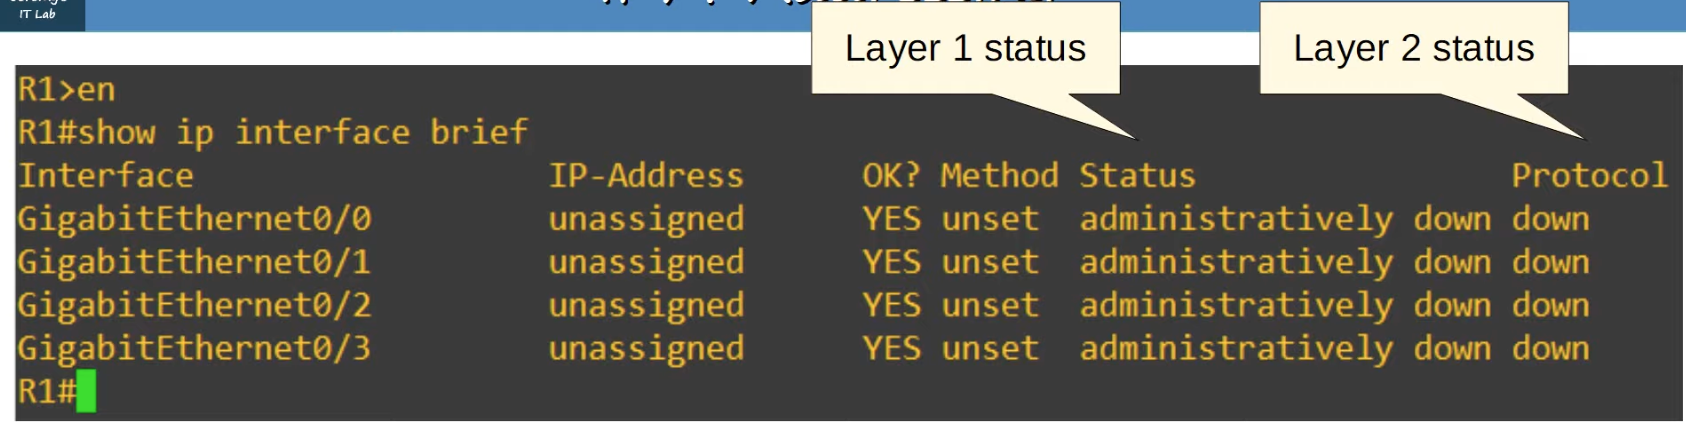 IT Lab
Layer 1 status
Layer 2 status
R1>en
R1#show ip interface brief
Interface IP-Address OK? Method Status Protocol
GigabitEthernet0/0 unassigned YES unset administratively down down
GigabitEthernet0/1 unassigned YES unset administratively down down
GigabitEthernet0/2 unassigned YES unset administratively down down
GigabitEthernet0/3 unassigned YES unset administratively down down
R1#